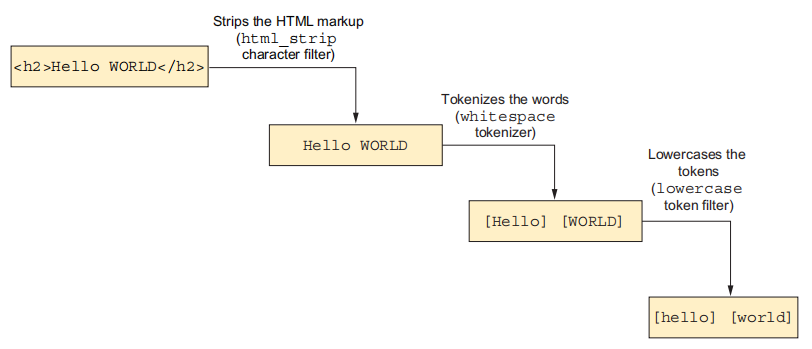 Strips the HTML markup
(html_strip
character filter)
<h2>Hello WORLD</h2>
Tokenizes the words
(whitespace
tokenizer)
Hello WORLD
Lowercases the
tokens
(lowercase
token filter)
[Hello] [WORLD]
[hello] [world]